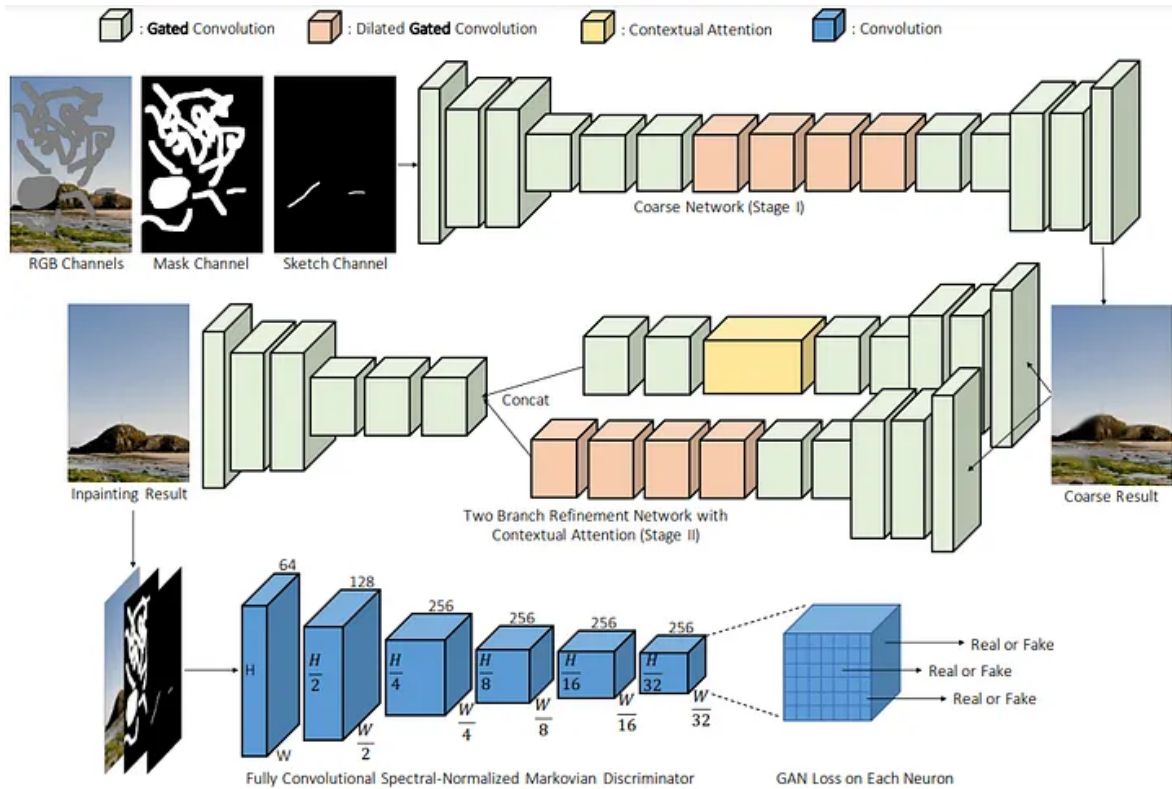 : Gated Convolution
: Dilated Gated Convolution
: Contextual Attention
: Convolution
RGB Channels
Mask Channel
Sketch Channel
Coarse Network (Stage I)
Inpainting Result
Concat
Coarse Result
Two Branch Refinement Network with
Contextual Attention (Stage II)
64
128
256
256
256
256
H
H/2
H/4
H/8
H/16
H/32
W
W/2
W/4
W/8
W/16
W/32
Real or Fake
Real or Fake
Real or Fake
Fully Convolutional Spectral-Normalized Markovian Discriminator
GAN Loss on Each Neuron